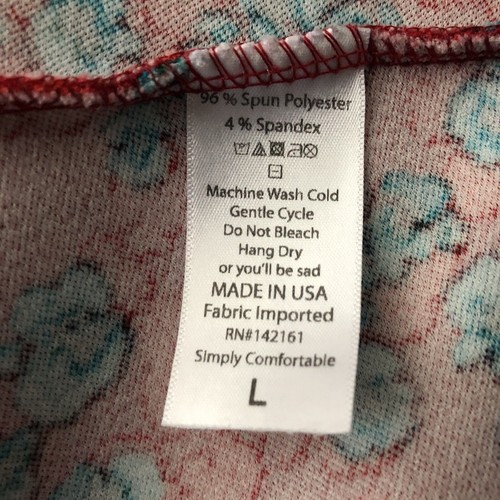 96 % Spun Polyester
4 % Spandex
Machine Wash Cold
Gentle Cycle
Do Not Bleach
Hang Dry
or you'll be sad
MADE IN USA
Fabric Imported
RN#142161
Simply Comfortable
L